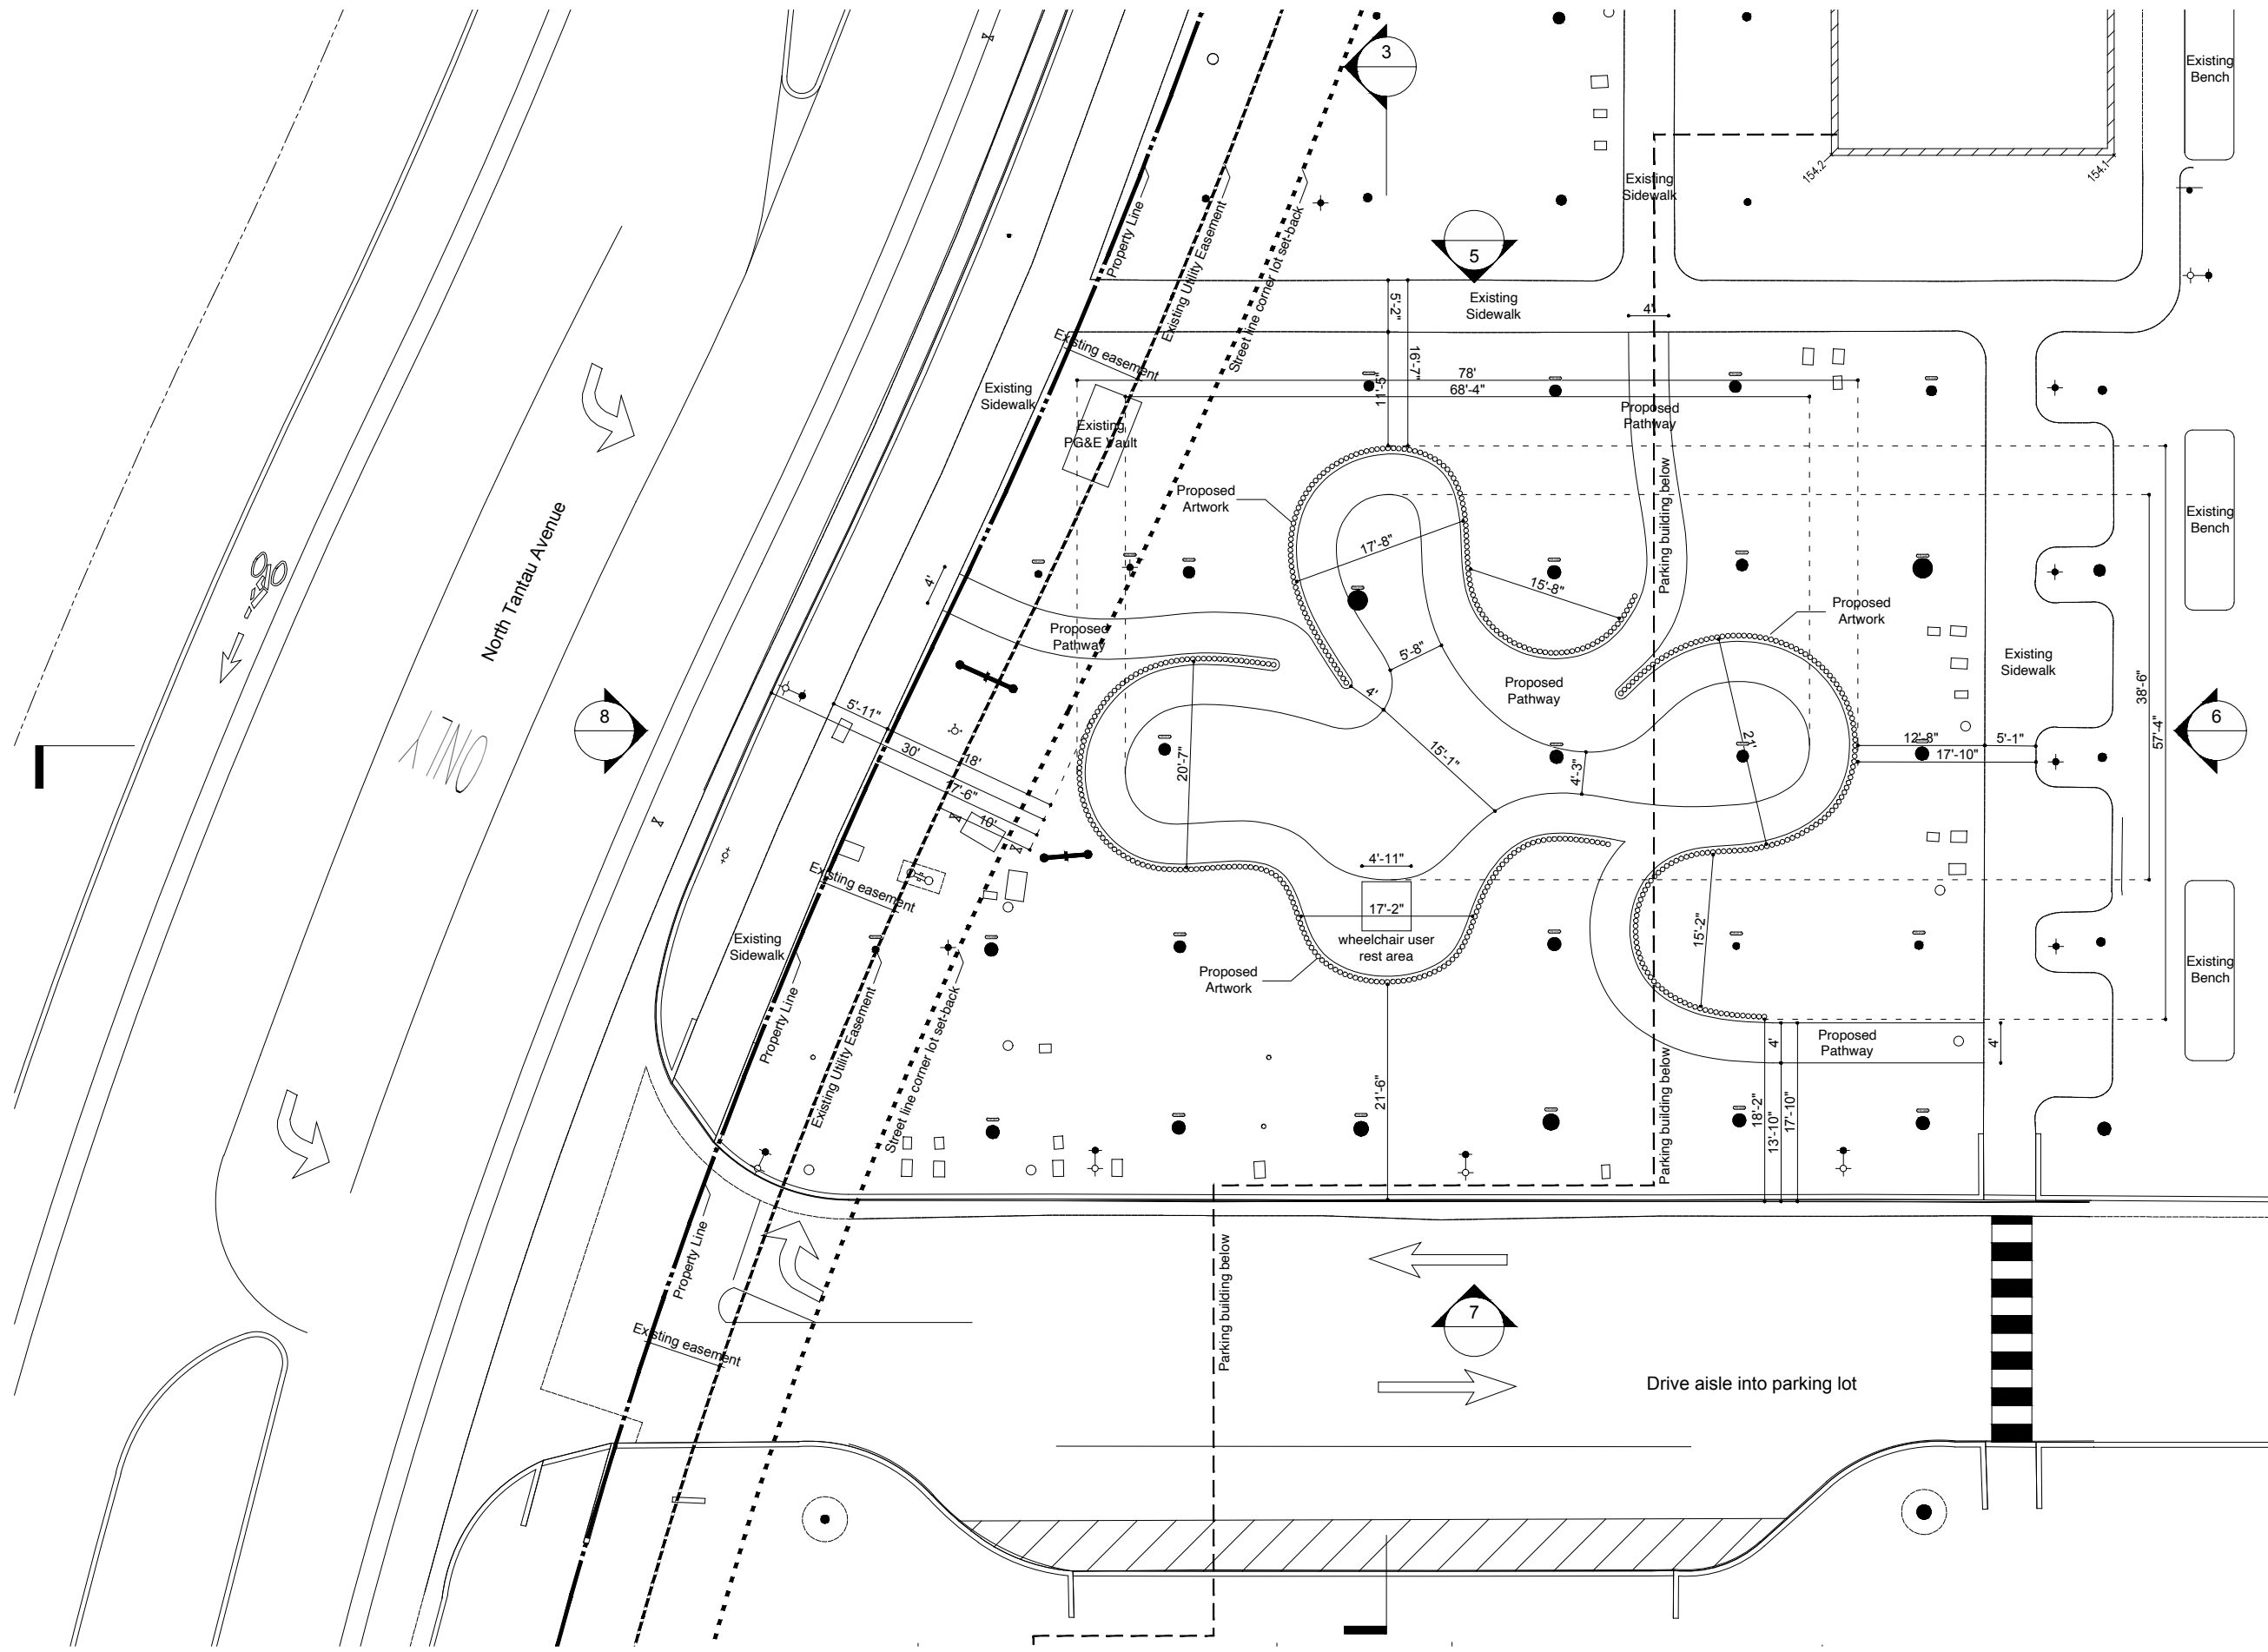 3
Existing
Bench
154.2
154.1
Existing
Sidewalk
Property Line
Existing Utility Easement
Street line corner lot set-back
5
5'-2"
Existing
Sidewalk
4'
Existing easement
16'-7"
11'-5"
78'
68'-4"
Existing
Sidewalk
Proposed
Pathway
Existing
PG&E Vault
Parking building below
Proposed
Artwork
Existing
Bench
North Tantau Avenue
17'-8"
15'-8"
4'
Proposed
Artwork
Proposed
Pathway
5'-8"
Existing
Sidewalk
4'
Proposed
Pathway
38'-6"
57'-4"
8
ONLY
5'-11"
30'
18'
17'-6"
10'
20'-7"
15'-1"
4'-3"
21'
12'-8"
5'-1"
17'-10"
6
4'-11"
Existing easement
17'-2"
wheelchair user
rest area
15'-2"
Existing
Sidewalk
Proposed
Artwork
Existing
Bench
Property Line
Existing Utility Easement
Street line corner lot set-back
Proposed
Pathway
4'
4'
21'-6"
Parking building below
18'-2"
13'-10"
17'-10"
Property Line
Parking building below
7
Existing easement
Drive aisle into parking lot